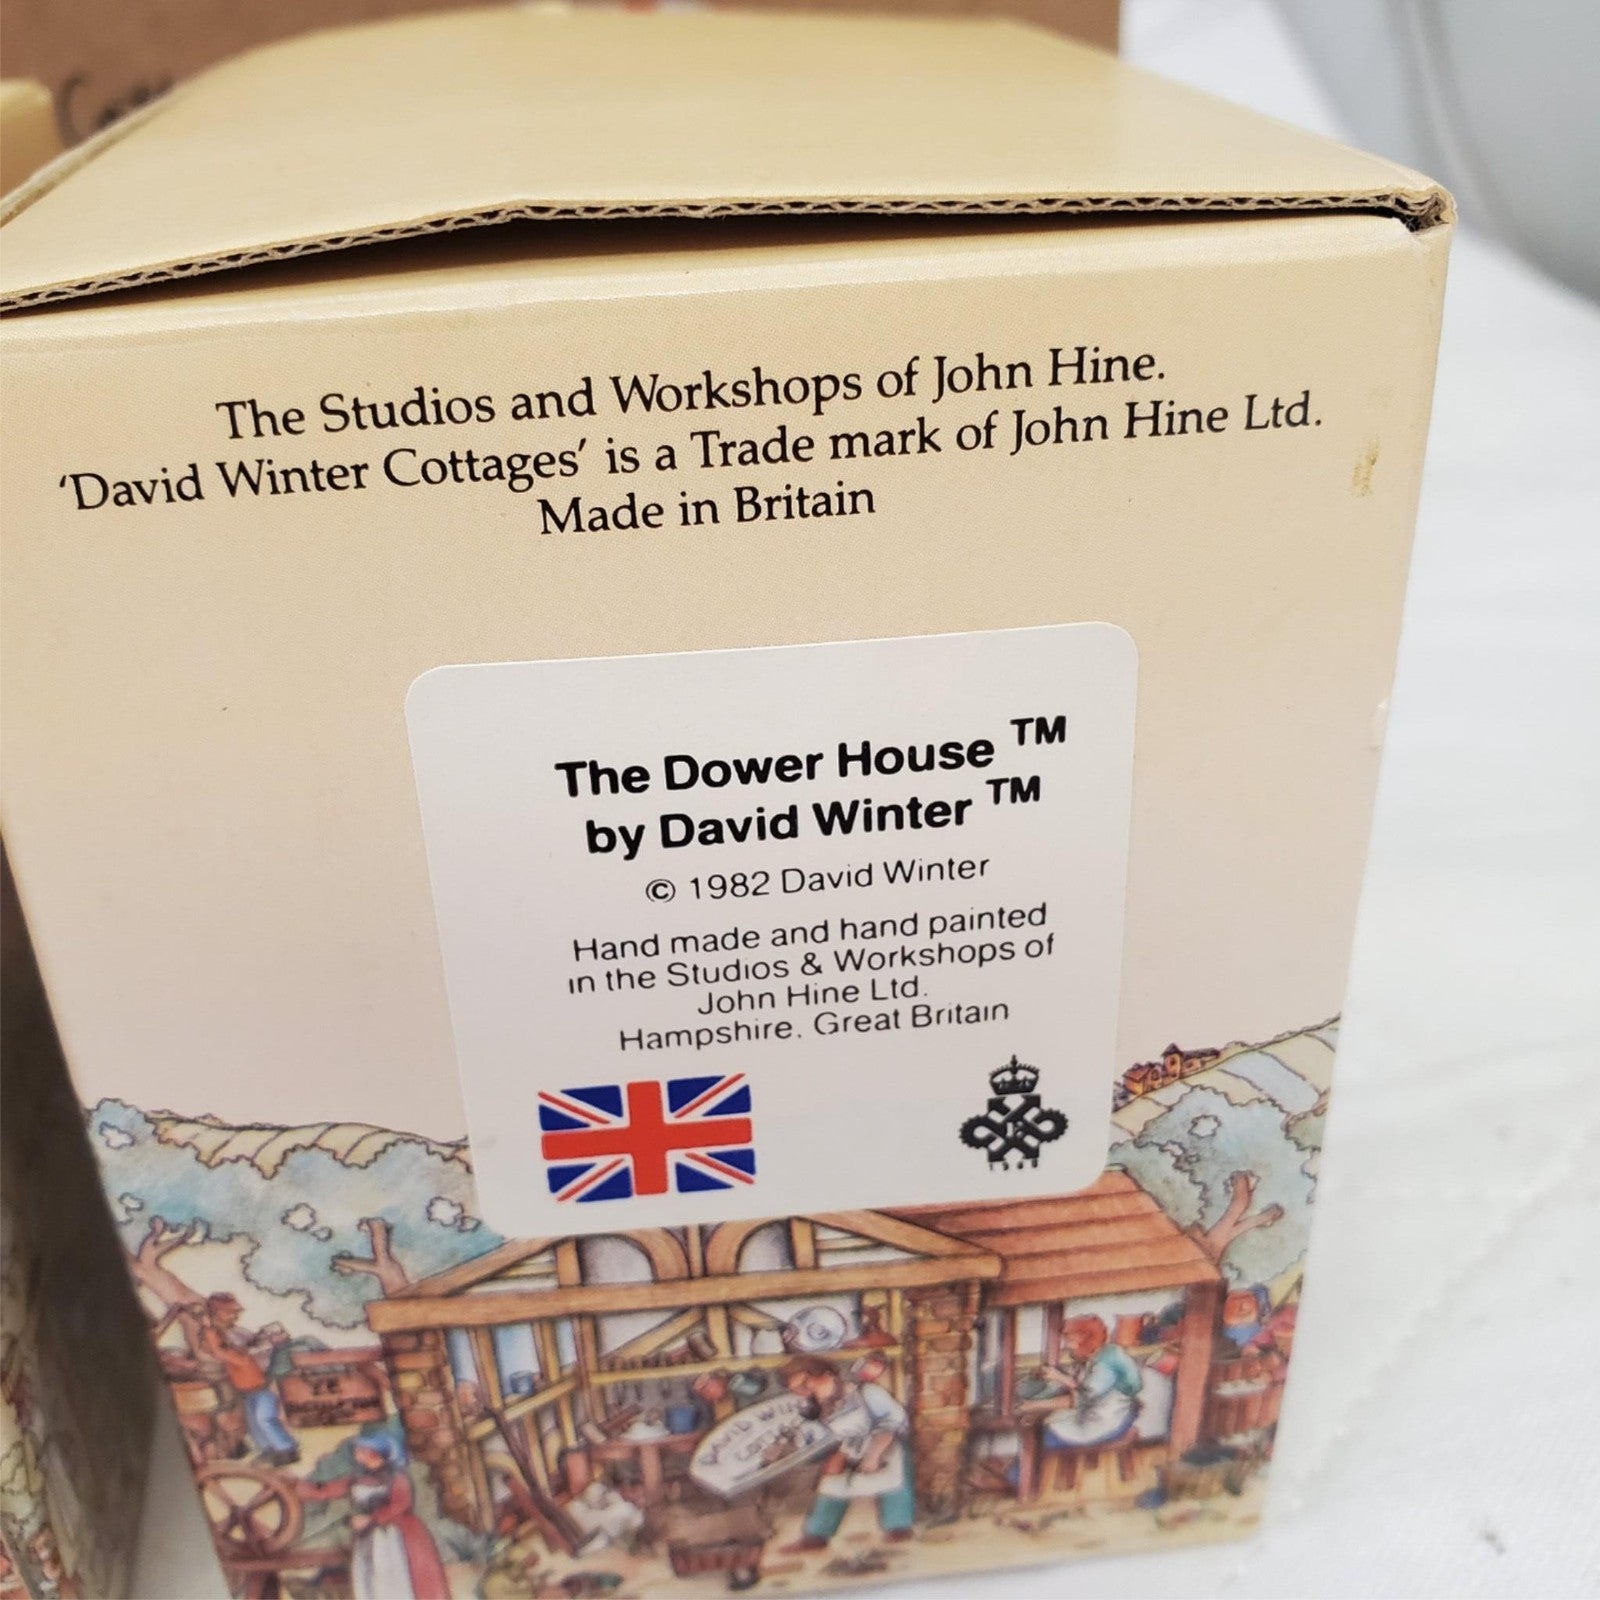 The Studios and Workshops of John Hine.
'David Winter Cottages' is a Trade mark of John Hine Ltd.
Made in Britain
The Dower House ™
by David Winter ™
© 1982 David Winter
Hand made and hand painted
in the Studios & Workshops of
John Hine Ltd.
Hampshire. Great Britain
DAVID WIN